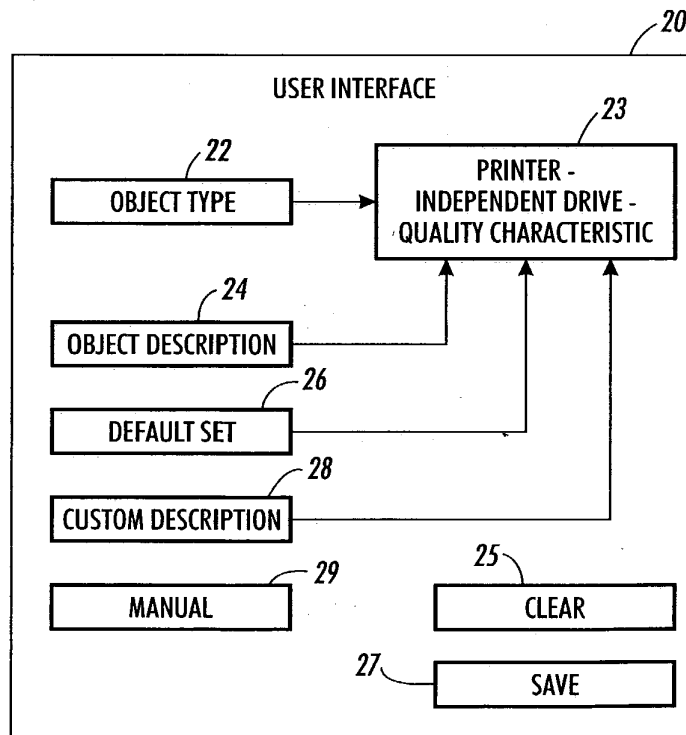 20
USER INTERFACE
22
OBJECT TYPE
23
PRINTER -
INDEPENDENT DRIVE -
QUALITY CHARACTERISTIC
24
OBJECT DESCRIPTION
26
DEFAULT SET
28
CUSTOM DESCRIPTION
29
MANUAL
25
CLEAR
27
SAVE